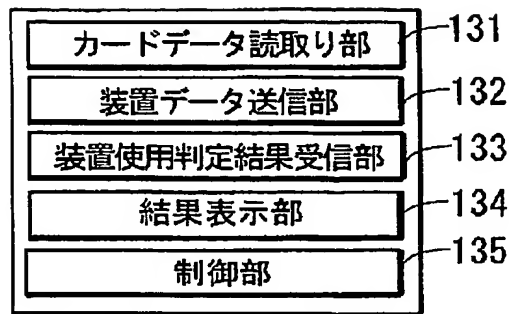 カードデータ読取り部 131
装置データ送信部 132
装置使用判定結果受信部 133
結果表示部 134
制御部 135